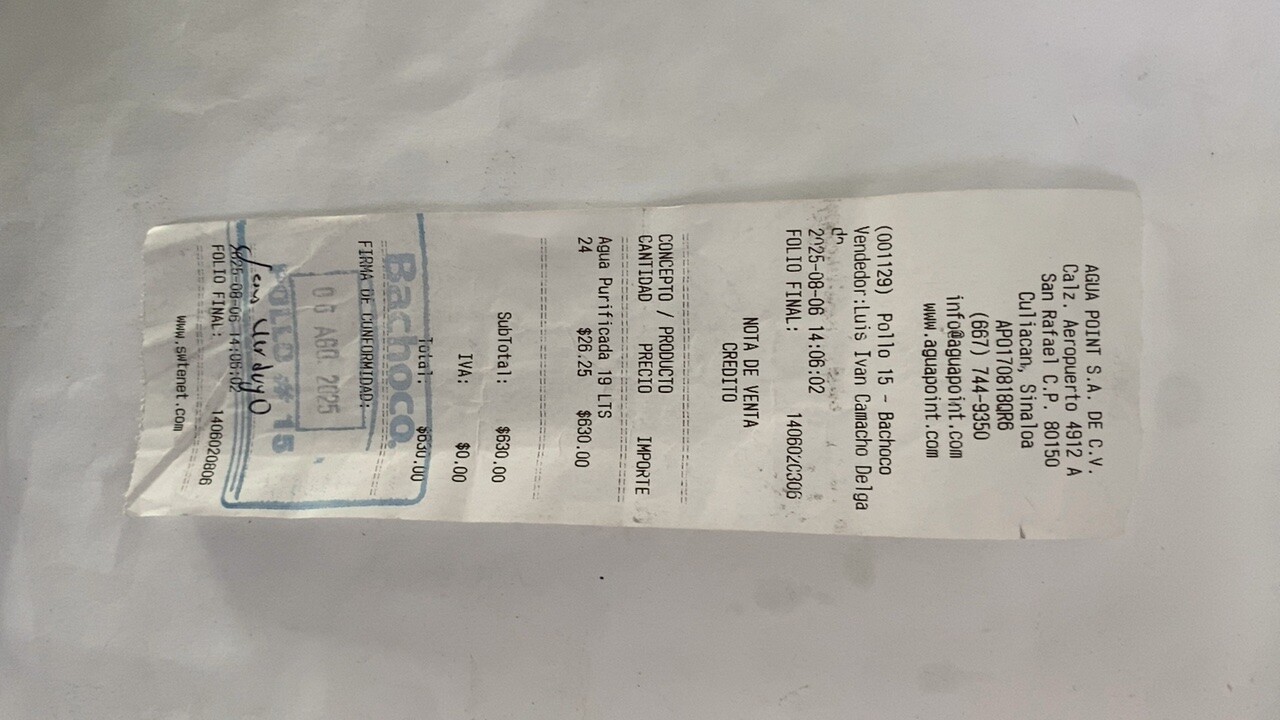 AGUA POINT S.A. DE C.V.
Calz. Aeropuerto 4912 A
San Rafael C.P. 80150
Culiacan, Sinaloa
APO170818QR6
(667) 744-9350
info@aguapoint.com
www.aguapoint.com
NOTA DE VENTA
CREDITO
(001129) Pollo 15 - Bachoco
Vendedor:Luis Ivan Camacho Delga
do
2025-08-06 14:06:02
FOLIO FINAL: 1406020806
CONCEPTO / PRODUCTO
CANTIDAD PRECIO IMPORTE
Agua Purificada 19 LTS
24 $26.25 $630.00
SubTotal: $630.00
IVA: $0.00
Total: $630.00
Bachoco.
FIRMA DE CONFORMIDAD:
06 AGO. 2025
POLLO # 15
Verdugo
2025-08-06 14:06:02
FOLIO FINAL: 1406020806
www.swtenet.com